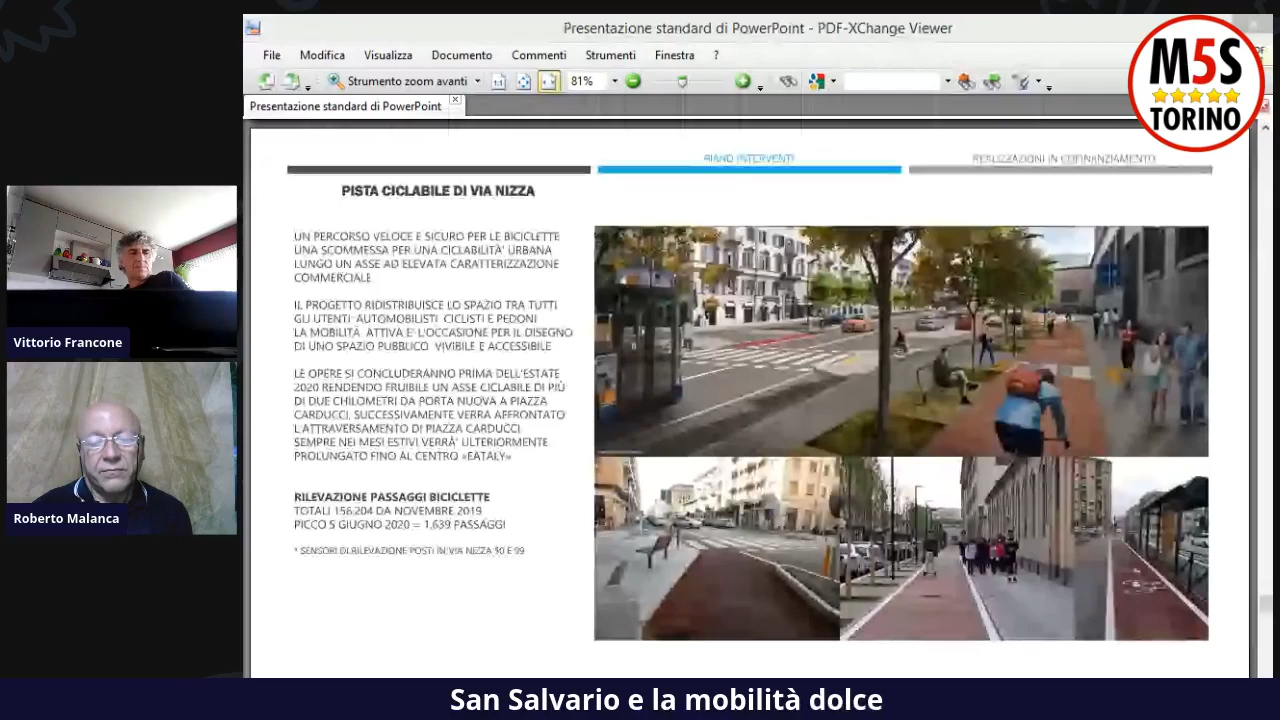 Presentazione standard di PowerPoint - PDF-XChange Viewer
File Modifica Visualizza Documento Commenti Strumenti Finestra ?
Strumento zoom avanti 81%
Presentazione standard di PowerPoint
M5S
TORINO
PIANO INTERVENTI
REALIZZAZIONI IN COFINANZIAMENTO
PISTA CICLABILE DI VIA NIZZA
UN PERCORSO VELOCE E SICURO PER LE BICICLETTE
UNA SCOMMESSA PER UNA CICLABILITA' URBANA
LUNGO UN ASSE AD ELEVATA CARATTERIZZAZIONE
COMMERCIALE
IL PROGETTO RIDISTRIBUISCE LO SPAZIO TRA TUTTI
GLI UTENTI AUTOMOBILISTI CICLISTI E PEDONI
LA MOBILITÀ ATTIVA E' L'OCCASIONE PER IL DISEGNO
DI UNO SPAZIO PUBBLICO VIVIBILE E ACCESSIBILE
LE OPERE SI CONCLUDERANNO PRIMA DELL'ESTATE
2020 RENDENDO FRUIBILE UN ASSE CICLABILE DI PIÙ
DI DUE CHILOMETRI DA PORTA NUOVA A PIAZZA
CARDUCCI, SUCCESSIVAMENTE VERRA AFFRONTATO
L'ATTRAVERSAMENTO DI PIAZZA CARDUCCI
SEMPRE NEI MESI ESTIVI VERRÀ' ULTERIORMENTE
PROLUNGATO FINO AL CENTRO «EATALY»
RILEVAZIONE PASSAGGI BICICLETTE
TOTALI 156.204 DA NOVEMBRE 2019
PICCO 5 GIUGNO 2020 = 1.639 PASSAGGI
* SENSORI DI RILEVAZIONE POSTI IN VIA NIZZA 30 E 99
Vittorio Francone
Roberto Malanca
San Salvario e la mobilità dolce